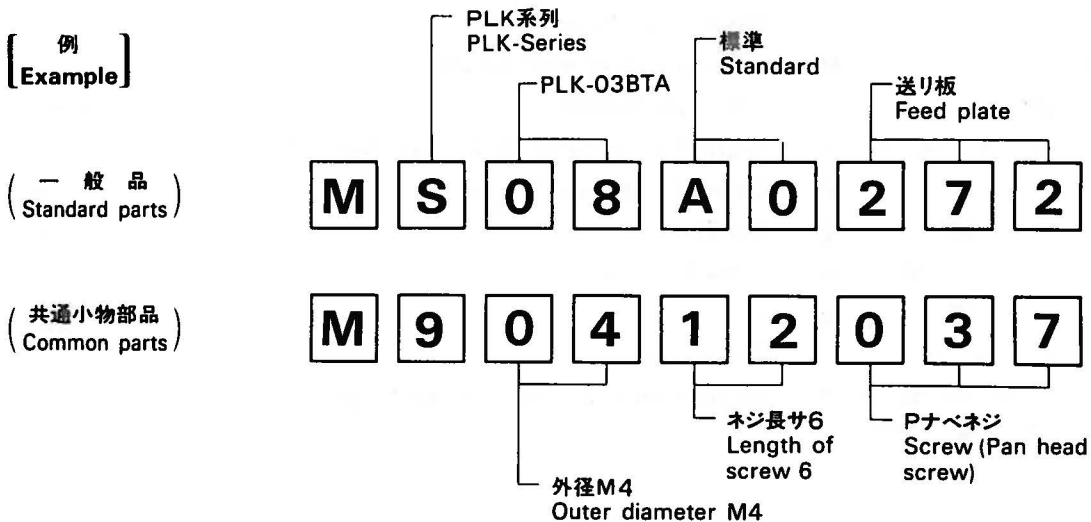 例
Example
PLK系列
PLK-Series
PLK-03BTA
標準
Standard
送り板
Feed plate
(一般品
Standard parts)
M S 0 8 A 0 2 7 2
(共通小物部品
Common parts)
M 9 0 4 1 2 0 3 7
外径M4
Outer diameter M4
ネジ長サ6
Length of
screw 6
Pナベネジ
Screw (Pan head
screw)